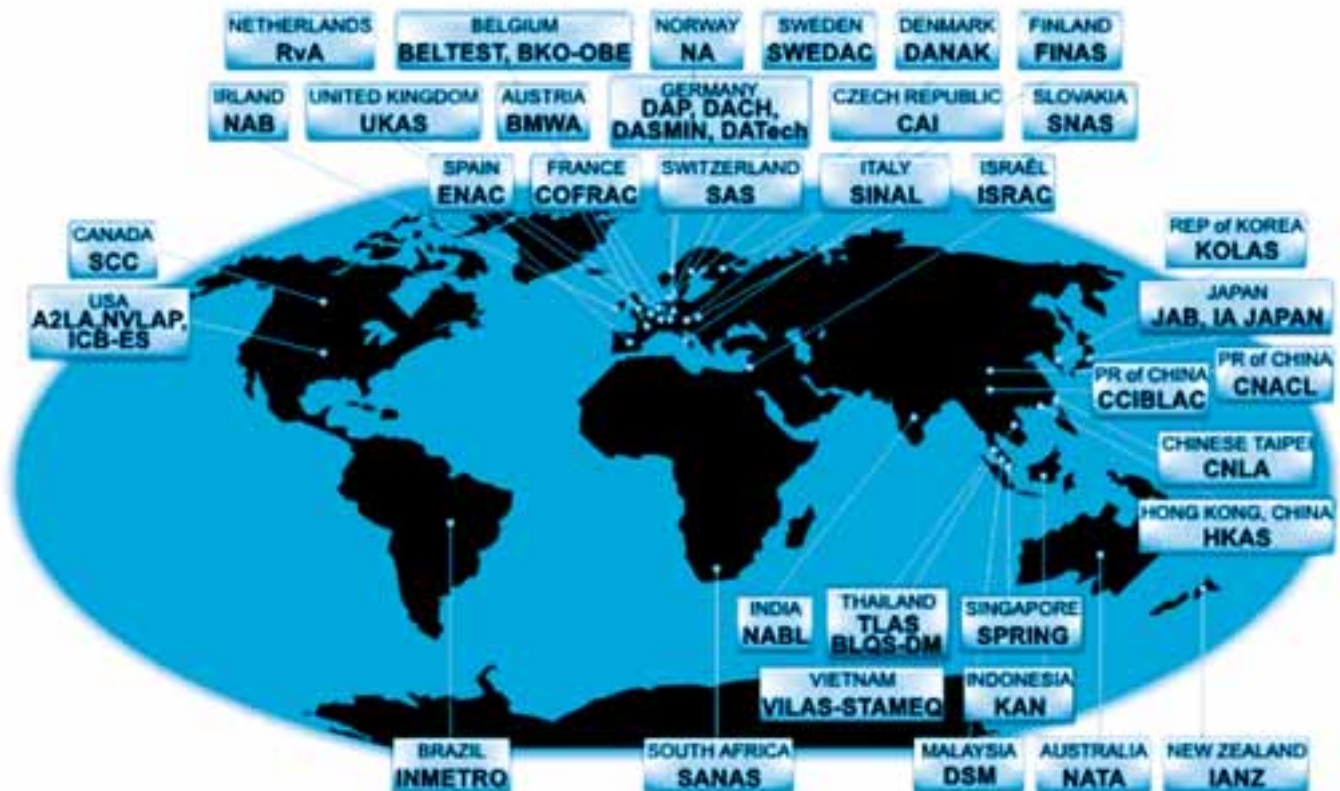 NETHERLANDS
RvA
BELGIUM
BELTEST, BKO-OBE
NORWAY
NA
SWEDEN
SWEDAC
DENMARK
DANAK
FINLAND
FINAS
IRLAND
NAB
UNITED KINGDOM
UKAS
AUSTRIA
BMWA
GERMANY
DAP, DACH,
DASMIN, DATech
CZECH REPUBLIC
CAI
SLOVAKIA
SNAS
SPAIN
ENAC
FRANCE
COFRAC
SWITZERLAND
SAS
ITALY
SINAL
ISRAËL
ISRAC
CANADA
SCC
USA
A2LA,NVLAP,
ICB-ES
REP of KOREA
KOLAS
JAPAN
JAB, IA JAPAN
PR of CHINA
CCIBLAC
PR of CHINA
CNACL
CHINESE TAIPEI
CNLA
HONG KONG, CHINA
HKAS
INDIA
NABL
THAILAND
TLAS
BLQS-DM
SINGAPORE
SPRING
VIETNAM
VILAS-STAMEQ
INDONESIA
KAN
BRAZIL
INMETRO
SOUTH AFRICA
SANAS
MALAYSIA
DSM
AUSTRALIA
NATA
NEW ZEALAND
IANZ